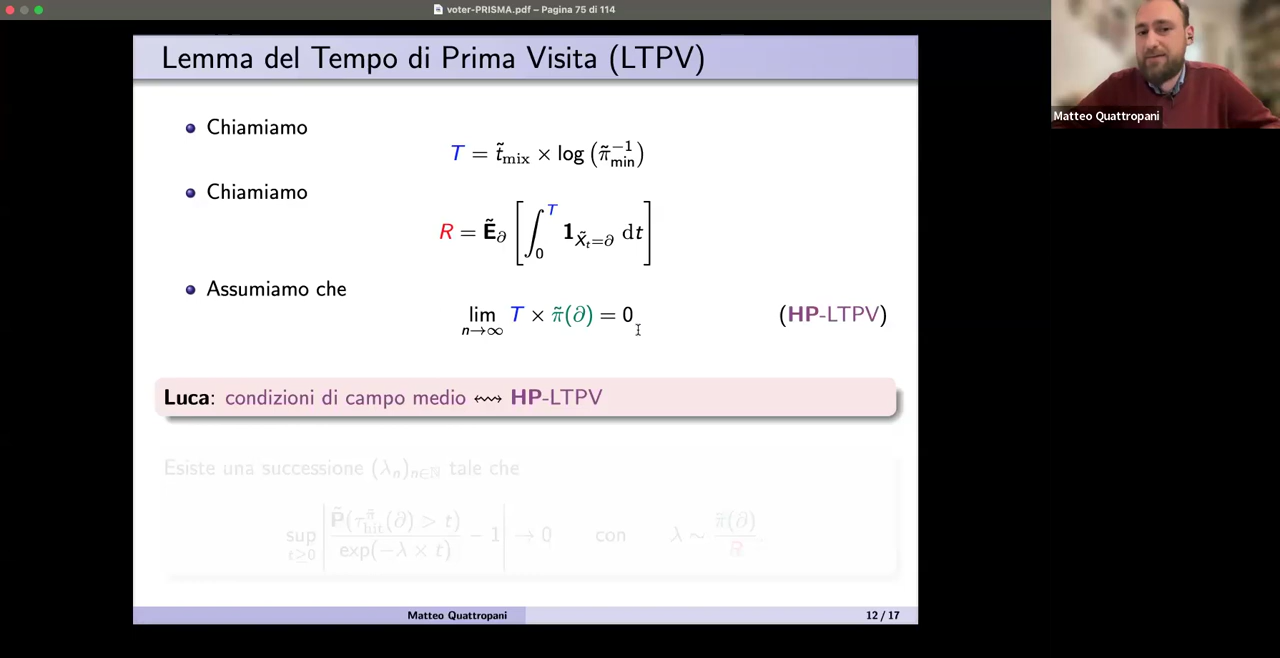 voter-PRISMA.pdf – Pagina 75 di 114
Matteo Quattropani
Lemma del Tempo di Prima Visita (LTPV)
Chiamiamo
T = t̃_mix × log (π̃_min^−1)
Chiamiamo
R = Ẽ_∂ [∫_0^T 1_{X̃_t=∂} dt]
Assumiamo che
lim_{n→∞} T × π̃(∂) = 0 (HP-LTPV)
Luca: condizioni di campo medio ↭ HP-LTPV
Esiste una successione (λ_n)_{n∈ℕ} tale che
sup_{t≥0} | P̃(τ_hit^π̃(∂) > t) / exp(−λ × t) − 1 | → 0 con λ ∼ π̃(∂) / R
Matteo Quattropani 12 / 17